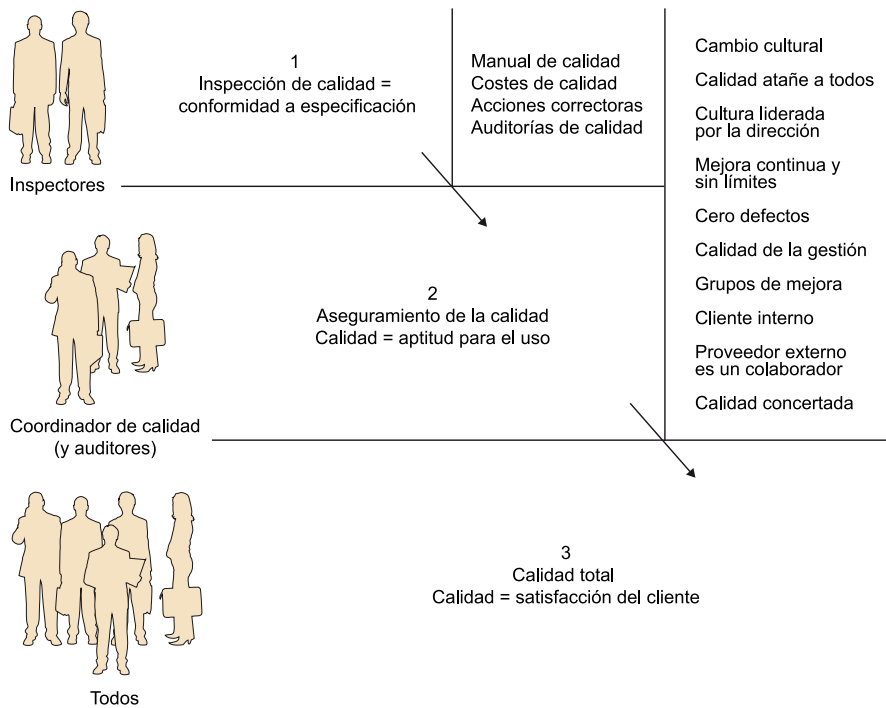 1
Inspección de calidad =
conformidad a especificación
Manual de calidad
Costes de calidad
Acciones correctoras
Auditorías de calidad
Cambio cultural
Calidad atañe a todos
Cultura liderada
por la dirección
Mejora continua y
sin límites
Cero defectos
Calidad de la gestión
Grupos de mejora
Cliente interno
Proveedor externo
es un colaborador
Calidad concertada
Inspectores
2
Aseguramiento de la calidad
Calidad = aptitud para el uso
Coordinador de calidad
(y auditores)
3
Calidad total
Calidad = satisfacción del cliente
Todos